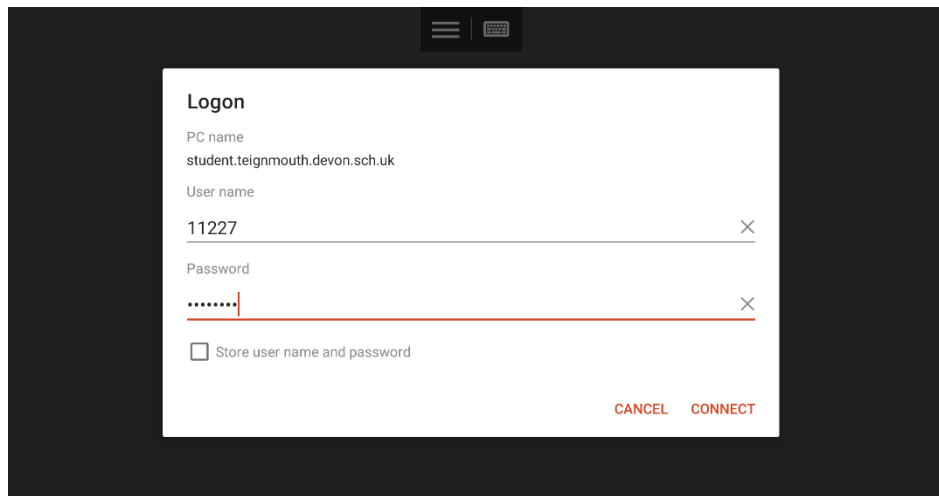 Logon
PC name
student.teignmouth.devon.sch.uk
User name
11227
Password
••••••••
Store user name and password
CANCEL CONNECT